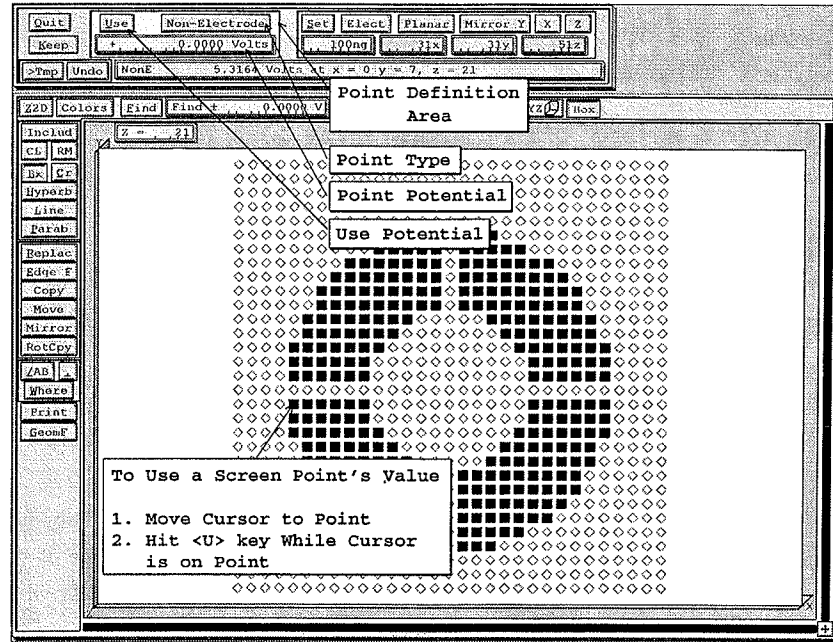 Quit Use Non-Electrode Set Elect Planar Mirror Y X Z
Keep + 0.0000 Volts 100ng 31x 31y 51z
>Tmp Undo NonE 5.3164 Volts at x = 0 y = 7, z = 21
Z2D Colors Find Find ± 0.0000 V
Point Definition
Area
Includ
Z = 21
Point Type
Point Potential
Use Potential
CL RM
Bx Cr
Hyperb
Line
Parab
Replac
Edge F
Copy
Move
Mirror
RotCpy
∠AB
Where
Print
GeomF
To Use a Screen Point's Value
1. Move Cursor to Point
2. Hit <U> key While Cursor
is on Point